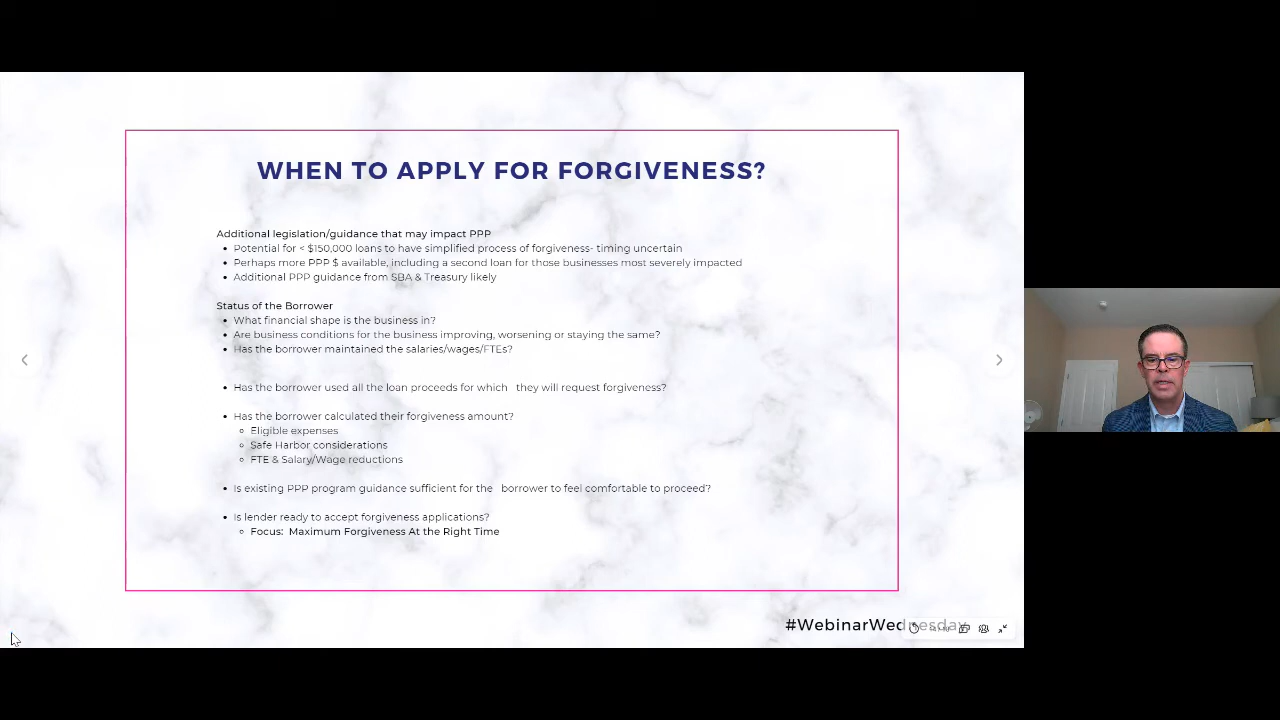 WHEN TO APPLY FOR FORGIVENESS?
Additional legislation/guidance that may impact PPP
• Potential for < $150,000 loans to have simplified process of forgiveness- timing uncertain
• Perhaps more PPP $ available, including a second loan for those businesses most severely impacted
• Additional PPP guidance from SBA & Treasury likely
Status of the Borrower
• What financial shape is the business in?
• Are business conditions for the business improving, worsening or staying the same?
• Has the borrower maintained the salaries/wages/FTEs?
• Has the borrower used all the loan proceeds for which they will request forgiveness?
• Has the borrower calculated their forgiveness amount?
o Eligible expenses
o Safe Harbor considerations
o FTE & Salary/Wage reductions
• Is existing PPP program guidance sufficient for the borrower to feel comfortable to proceed?
• Is lender ready to accept forgiveness applications?
o Focus: Maximum Forgiveness At the Right Time
#WebinarWednesday